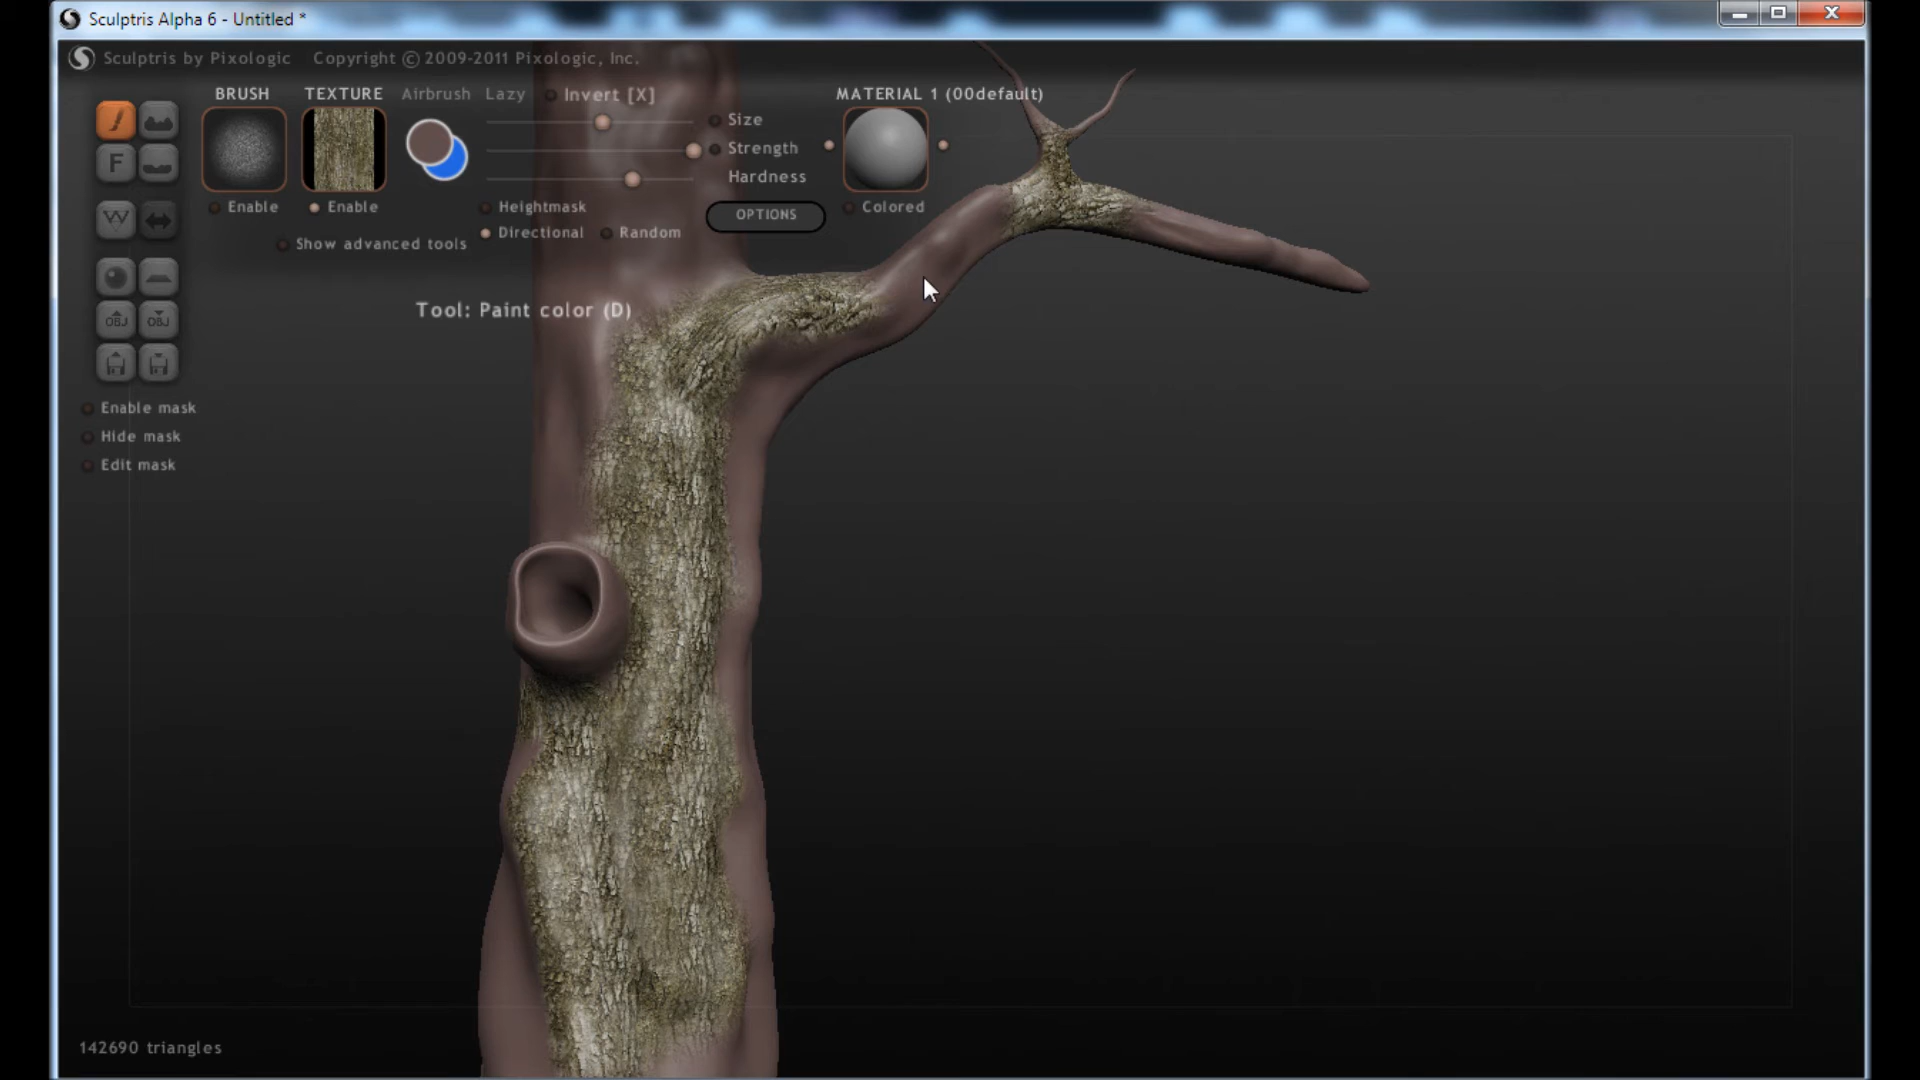 Sculptris Alpha 6 - Untitled *
Sculptris by Pixologic Copyright © 2009-2011 Pixologic, Inc.
BRUSH TEXTURE Airbrush Lazy Invert [X] MATERIAL 1 (00default)
Size
Strength
Hardness
F
Enable Enable Heightmask OPTIONS Colored
Directional Random
Show advanced tools
Tool: Paint color (D)
OBJ OBJ
Enable mask
Hide mask
Edit mask
142690 triangles